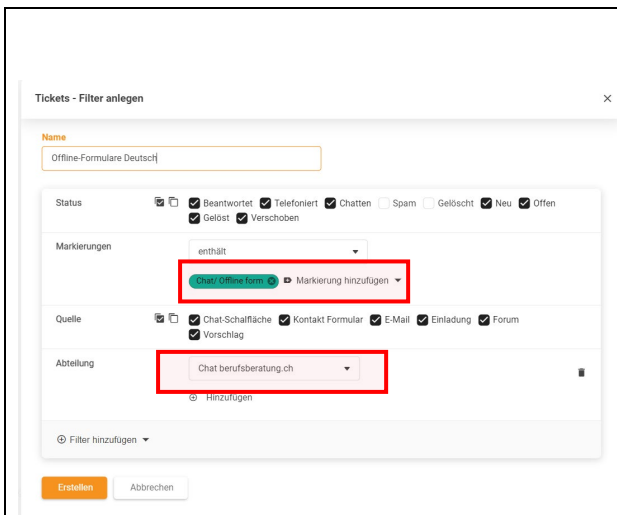 Tickets - Filter anlegen
Name
Offline-Formulare Deutsch
Status Beantwortet Telefoniert Chatten Spam Gelöscht Neu Offen
Gelöst Verschoben
Markierungen enthält
Chat/ Offline form Markierung hinzufügen
Quelle Chat-Schalfläche Kontakt Formular E-Mail Einladung Forum
Vorschlag
Abteilung Chat berufsberatung.ch
Hinzufügen
Filter hinzufügen
Erstellen Abbrechen